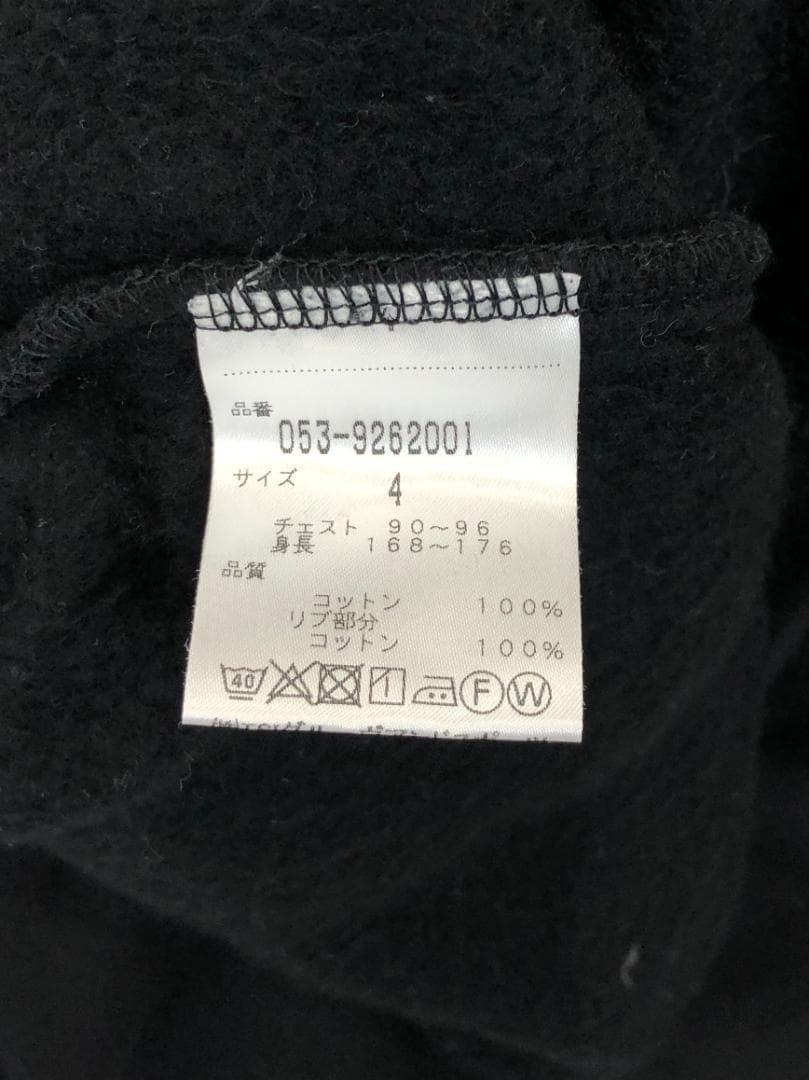 品番
053-9262001
サイズ
4
チェスト 90～96
身長 168～176
品質
コットン 100%
リブ部分
コットン 100%
40 1 F W